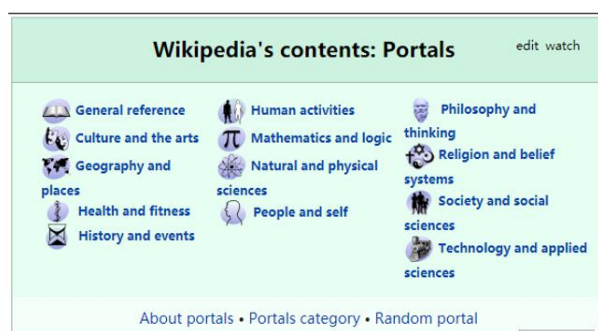 Wikipedia's contents: Portals
edit watch
General reference
Culture and the arts
Geography and
places
Health and fitness
History and events
Human activities
Mathematics and logic
Natural and physical
sciences
People and self
Philosophy and
thinking
Religion and belief
systems
Society and social
sciences
Technology and applied
sciences
About portals • Portals category • Random portal